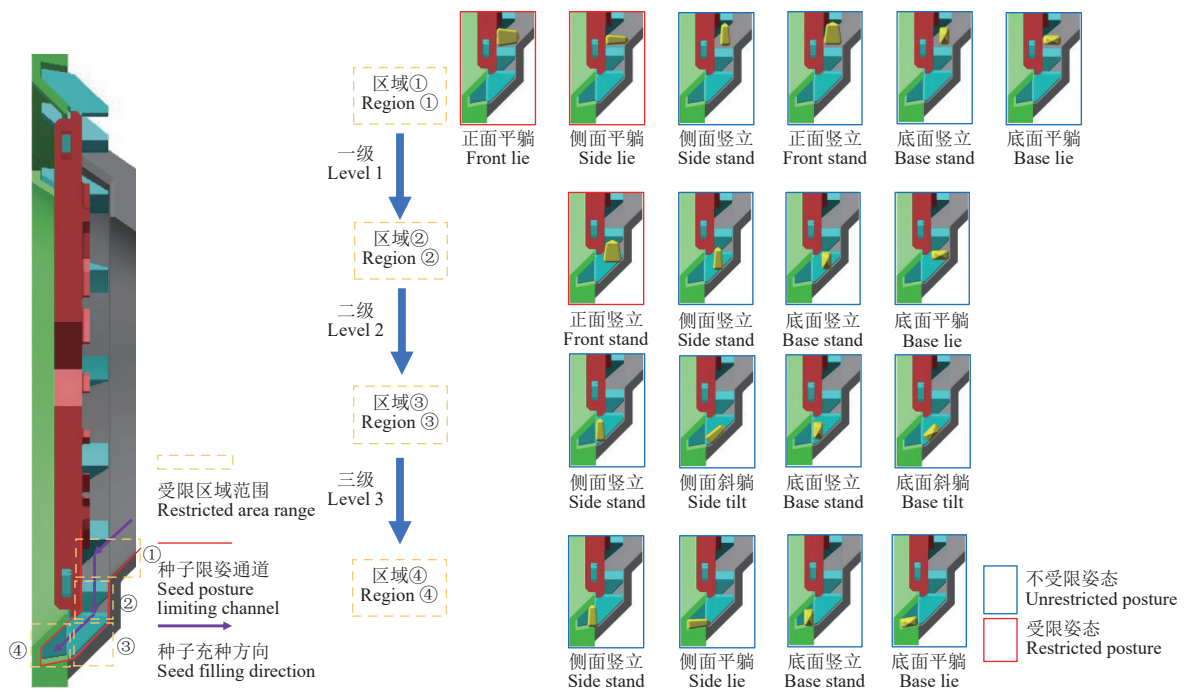 区域①
Region ①
正面平躺
Front lie
侧面平躺
Side lie
侧面竖立
Side stand
正面竖立
Front stand
底面竖立
Base stand
底面平躺
Base lie
一级
Level 1
区域②
Region ②
正面竖立
Front stand
侧面竖立
Side stand
底面竖立
Base stand
底面平躺
Base lie
二级
Level 2
区域③
Region ③
侧面竖立
Side stand
侧面斜躺
Side tilt
底面竖立
Base stand
底面斜躺
Base tilt
三级
Level 3
区域④
Region ④
侧面竖立
Side stand
侧面平躺
Side lie
底面竖立
Base stand
底面平躺
Base lie
受限区域范围
Restricted area range
种子限姿通道
Seed posture
limiting channel
种子充种方向
Seed filling direction
①
②
③
④
不受限姿态
Unrestricted posture
受限姿态
Restricted posture